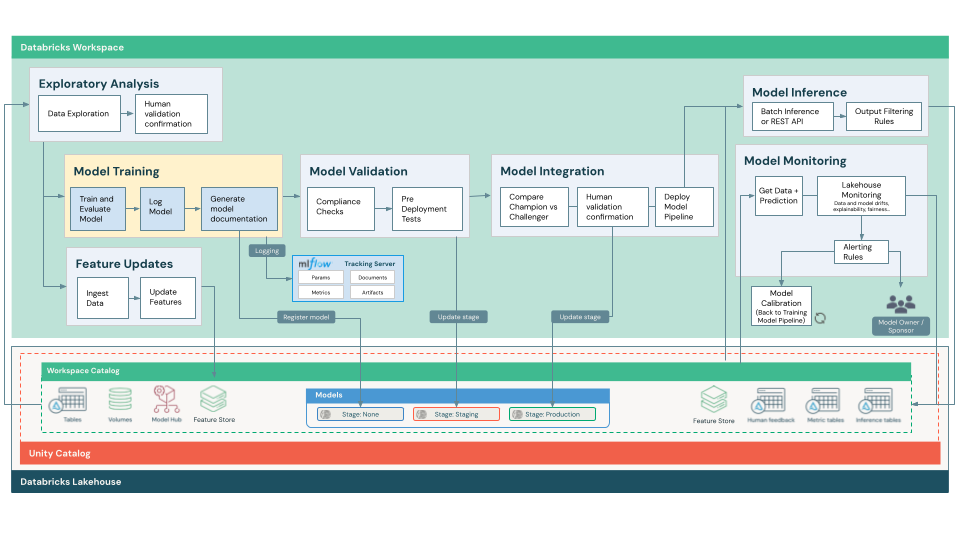 Databricks Workspace
Exploratory Analysis
Data Exploration
Human
validation
confirmation
Model Training
Train and
Evaluate
Model
Log
Model
Generate
model
documentation
Feature Updates
Ingest
Data
Update
Features
Logging
mlflow Tracking Server
Params
Documents
Metrics
Artifacts
Model Validation
Compliance
Checks
Pre
Deployment
Tests
Model Integration
Compare
Champion vs
Challenger
Human
validation
confirmation
Deploy
Model
Pipeline
Model Inference
Batch Inference
or REST API
Output Filtering
Rules
Model Monitoring
Get Data +
Prediction
Lakehouse
Monitoring
Data and model drifts,
explainability, fairness..
Alerting
Rules
Model
Calibration
(Back to Training
Model Pipeline)
Model Owner /
Sponsor
Register model
Update stage
Update stage
Workspace Catalog
Tables
Volumes
Model Hub
Feature Store
Models
Stage: None
Stage: Staging
Stage: Production
Feature Store
Human feedback
Metric tables
Inference tables
Unity Catalog
Databricks Lakehouse